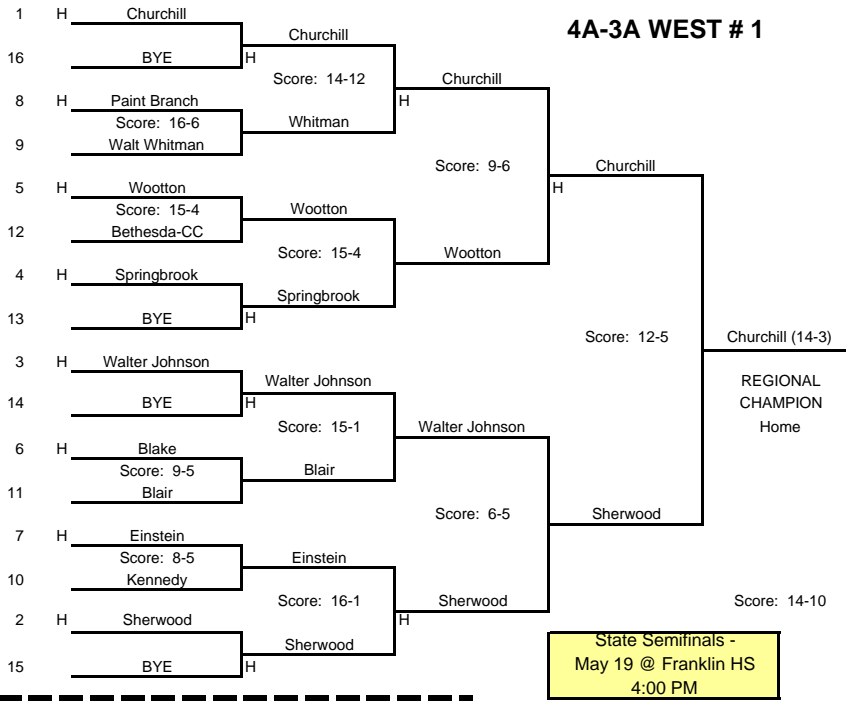 4A-3A WEST # 1
1 H Churchill
Churchill
16 BYE H
Score: 14-12
Churchill
8 H Paint Branch H
Score: 16-6
Whitman
9 Walt Whitman
Score: 9-6
Churchill
5 H Wootton H
Score: 15-4
Wootton
12 Bethesda-CC
Score: 15-4
Wootton
4 H Springbrook
Springbrook
13 BYE H
Score: 12-5
Churchill (14-3)
3 H Walter Johnson
Walter Johnson
REGIONAL
14 BYE H
CHAMPION
Score: 15-1
Walter Johnson
Home
6 H Blake
Score: 9-5
Blair
11 Blair
Score: 6-5
Sherwood
7 H Einstein
Score: 8-5
Einstein
10 Kennedy
Score: 16-1
Sherwood
Score: 14-10
2 H Sherwood H
Sherwood
15 BYE H
State Semifinals -
May 19 @ Franklin HS
4:00 PM